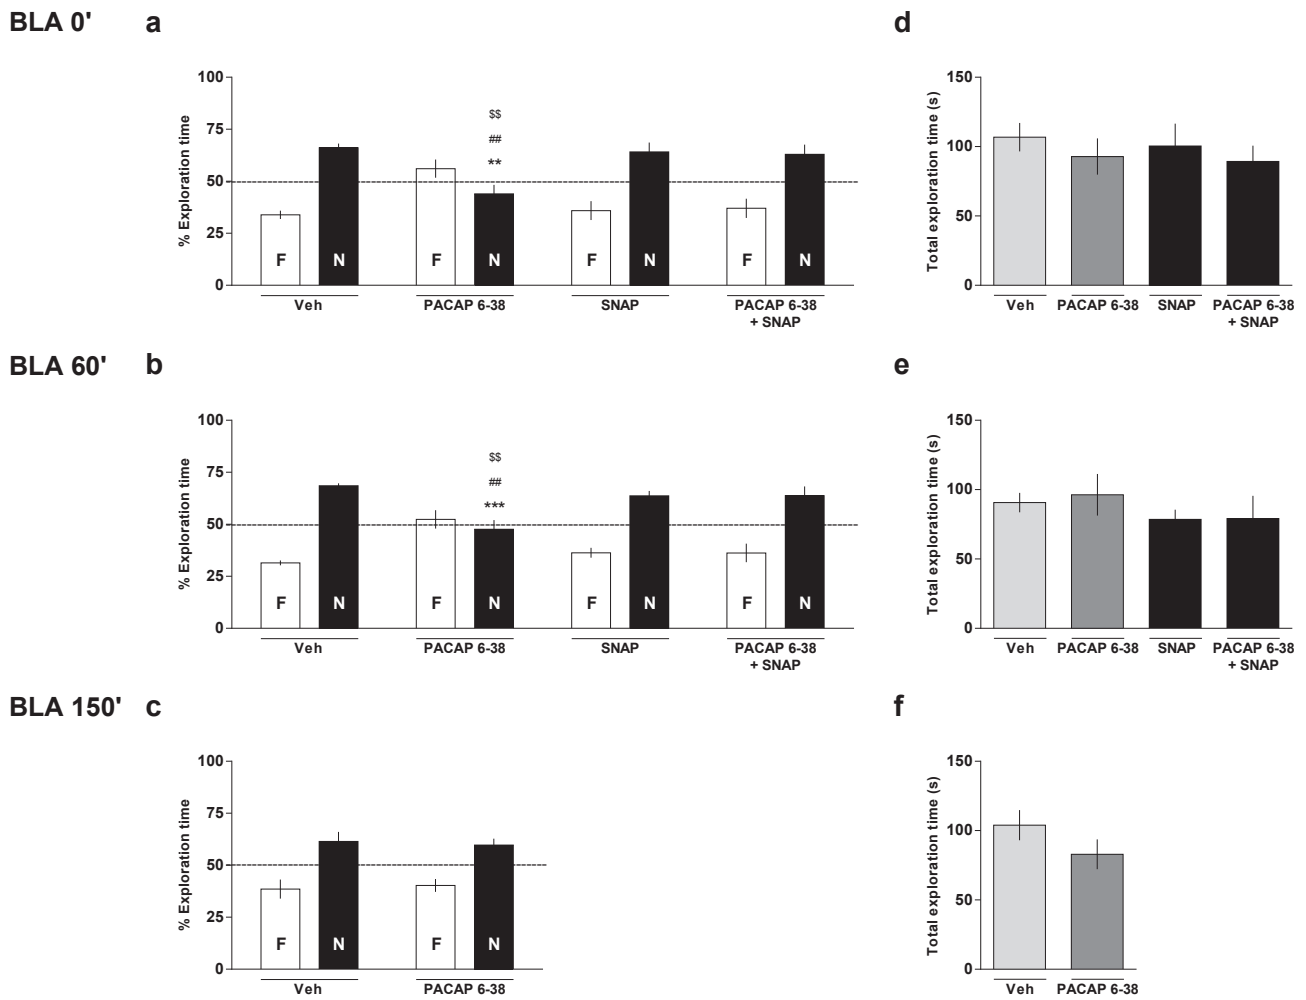 BLA 0' a d
100
75
50
25
0
% Exploration time
$$
##
**
F N F N F N F N
Veh PACAP 6-38 SNAP PACAP 6-38
+ SNAP
150
100
50
0
Total exploration time (s)
Veh PACAP 6-38 SNAP PACAP 6-38
+ SNAP
BLA 60' b e
100
75
50
25
0
% Exploration time
$$
##
***
F N F N F N F N
Veh PACAP 6-38 SNAP PACAP 6-38
+ SNAP
150
100
50
0
Total exploration time (s)
Veh PACAP 6-38 SNAP PACAP 6-38
+ SNAP
BLA 150' c f
100
75
50
25
0
% Exploration time
F N F N
Veh PACAP 6-38
150
100
50
0
Total exploration time (s)
Veh PACAP 6-38